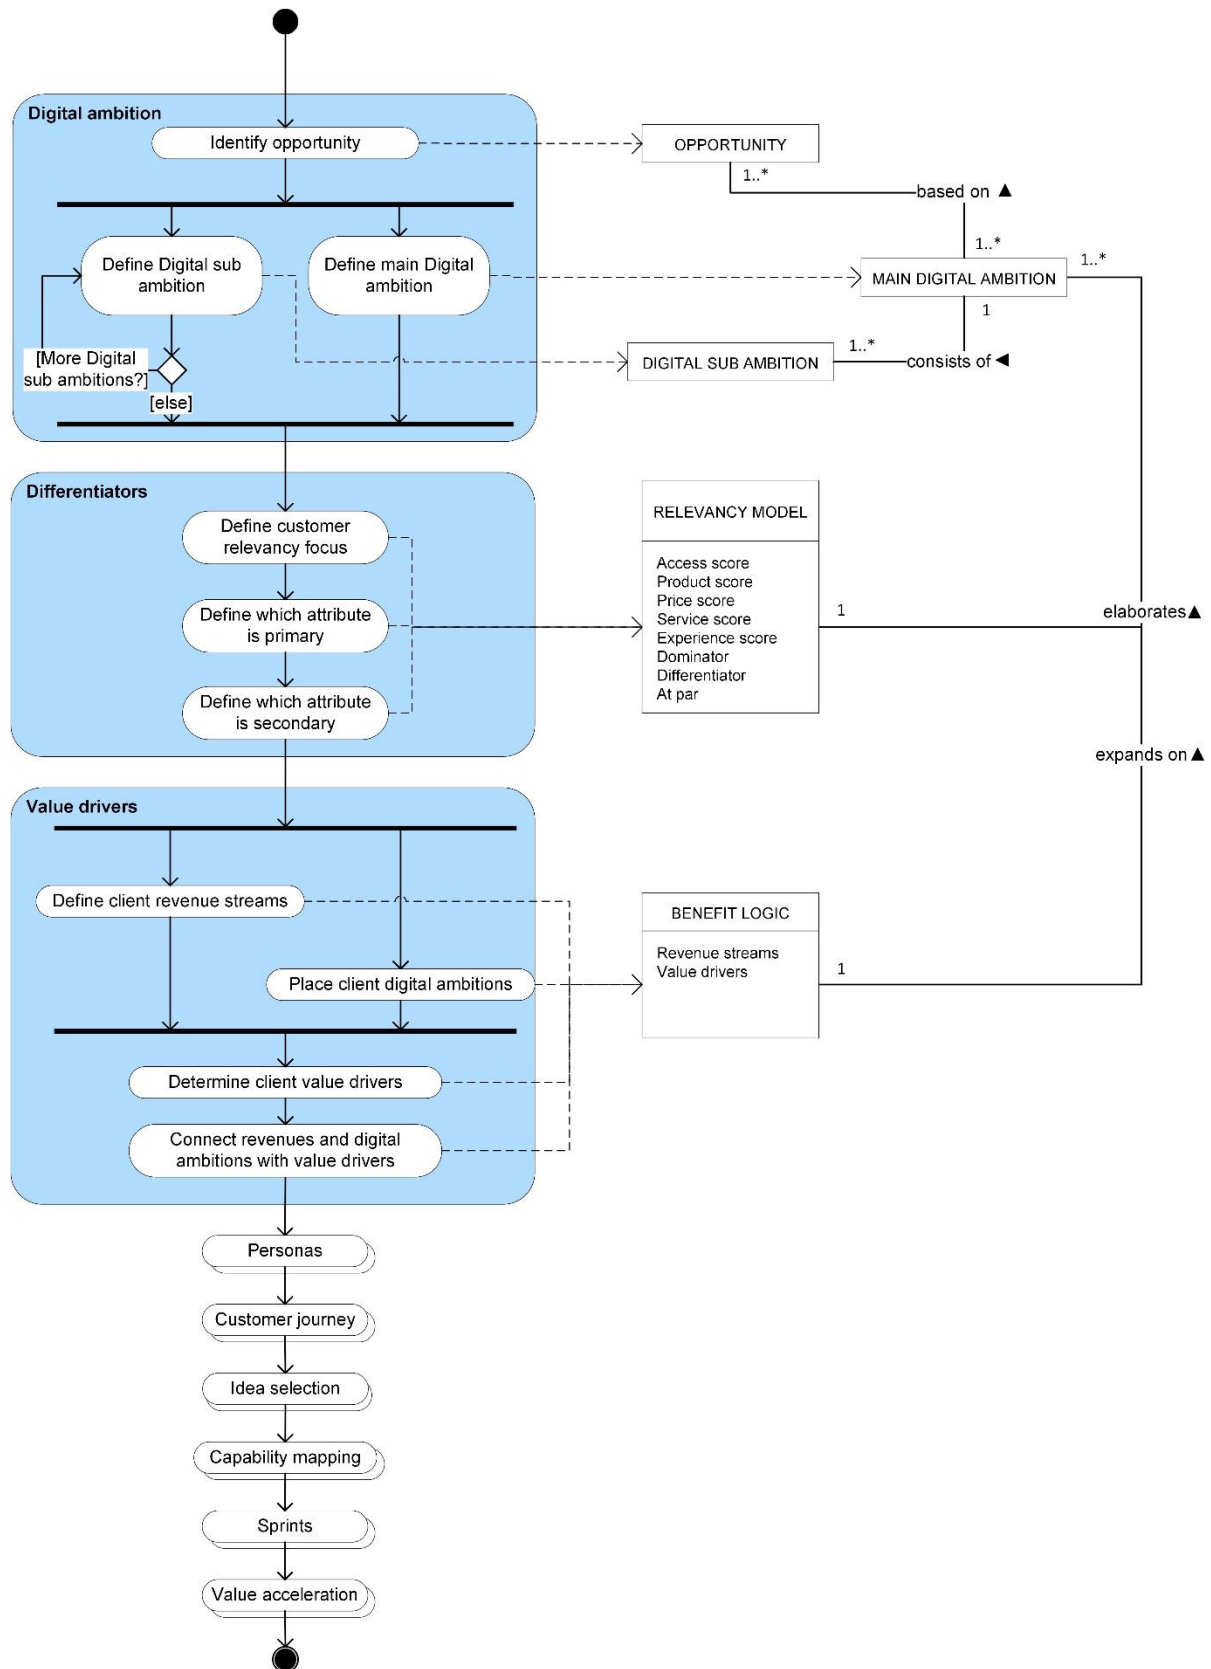 Digital ambition
Identify opportunity
OPPORTUNITY
1..*
based on ▲
1..*
Define Digital sub
ambition
Define main Digital
ambition
MAIN DIGITAL AMBITION
1..*
1
[More Digital
sub ambitions?]
[else]
DIGITAL SUB AMBITION
1..*
consists of ◄
Differentiators
Define customer
relevancy focus
Define which attribute
is primary
Define which attribute
is secondary
RELEVANCY MODEL
Access score
Product score
Price score
Service score
Experience score
Dominator
Differentiator
At par
1
elaborates ▲
expands on ▲
Value drivers
Define client revenue streams
Place client digital ambitions
Determine client value drivers
Connect revenues and digital
ambitions with value drivers
BENEFIT LOGIC
Revenue streams
Value drivers
1
Personas
Customer journey
Idea selection
Capability mapping
Sprints
Value acceleration